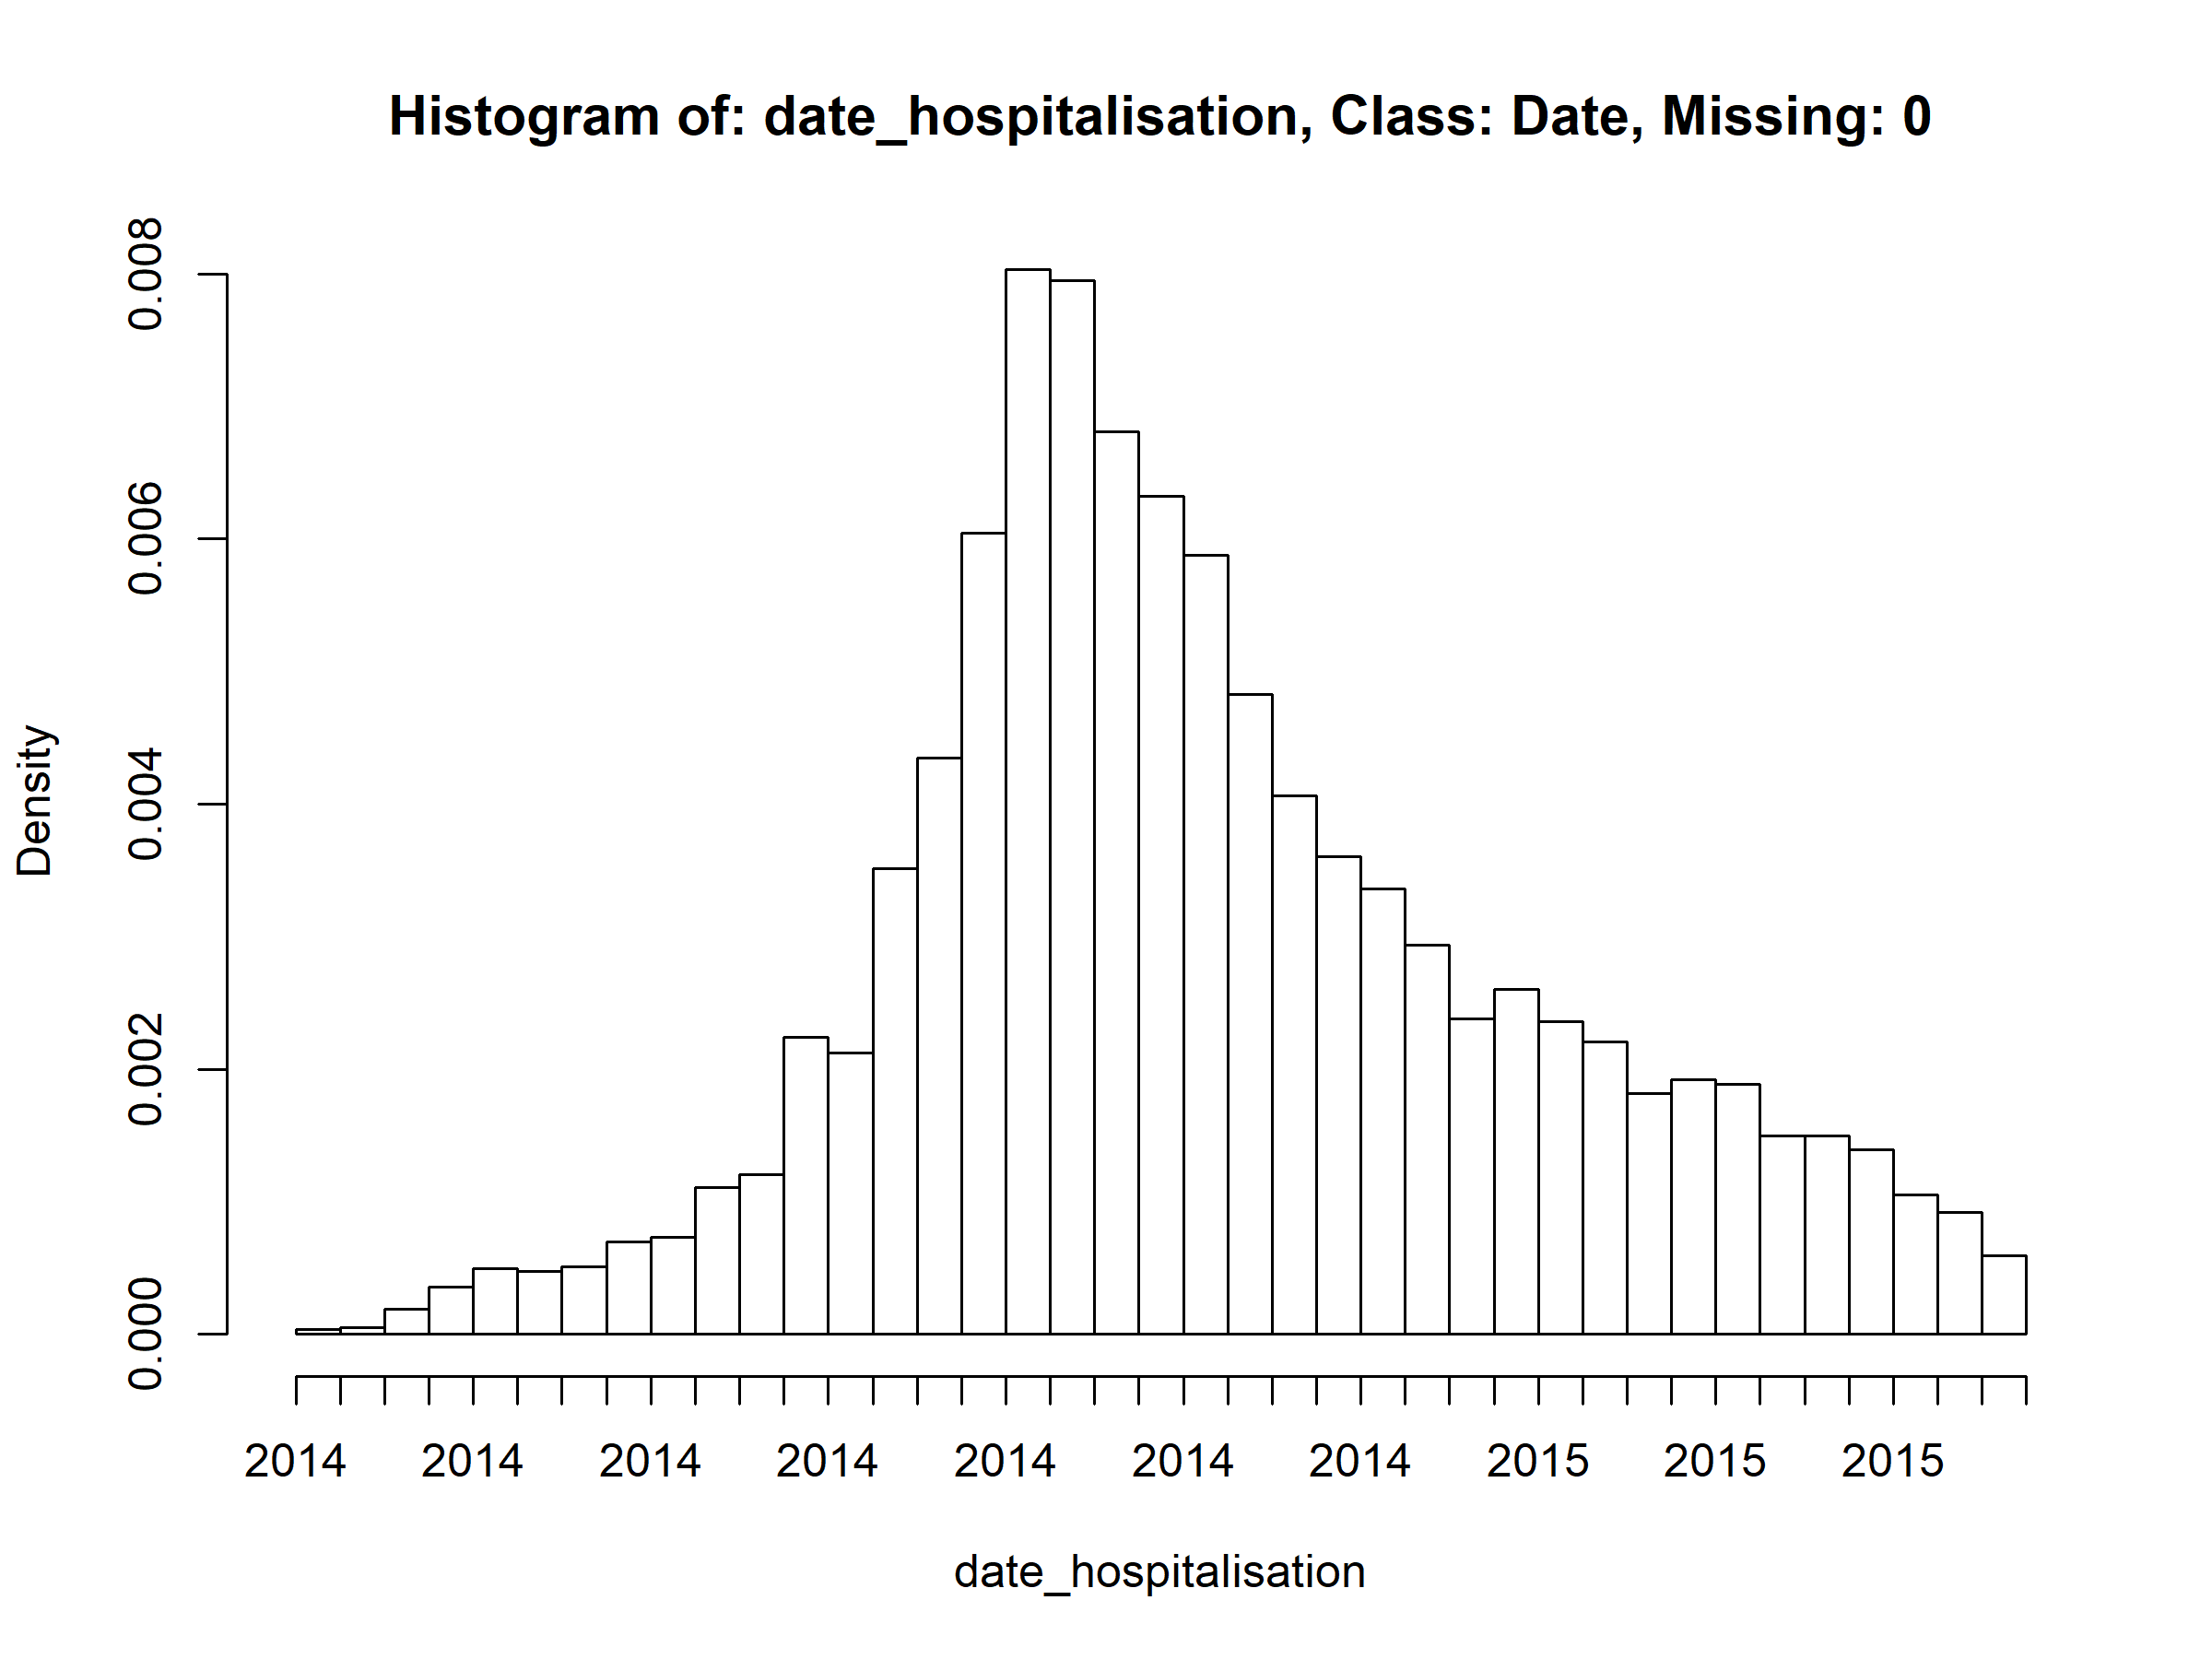 Histogram of: date_hospitalisation, Class: Date, Missing: 0
0.008
0.006
0.004
0.002
0.000
Density
2014 2014 2014 2014 2014 2014 2014 2015 2015 2015
date_hospitalisation